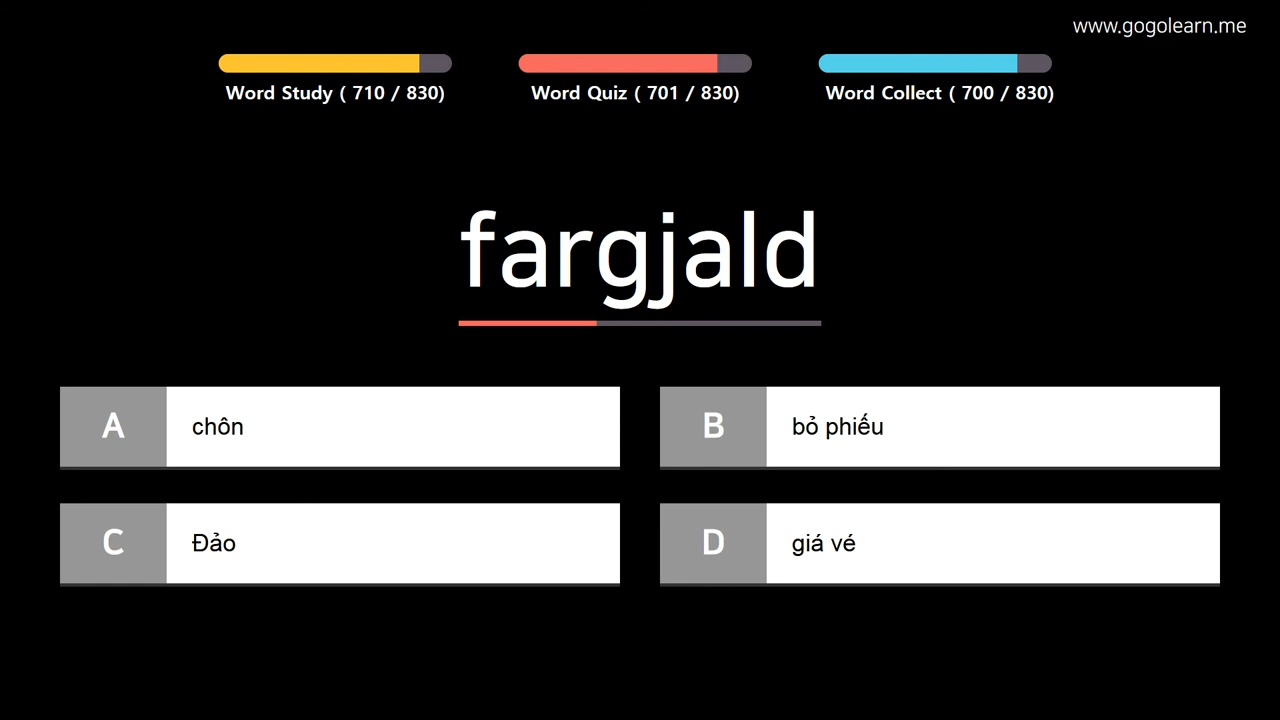 www.gogolearn.me
Word Study ( 710 / 830)
Word Quiz ( 701 / 830)
Word Collect ( 700 / 830)
fargjald
A chôn
B bỏ phiếu
C Đảo
D giá vé